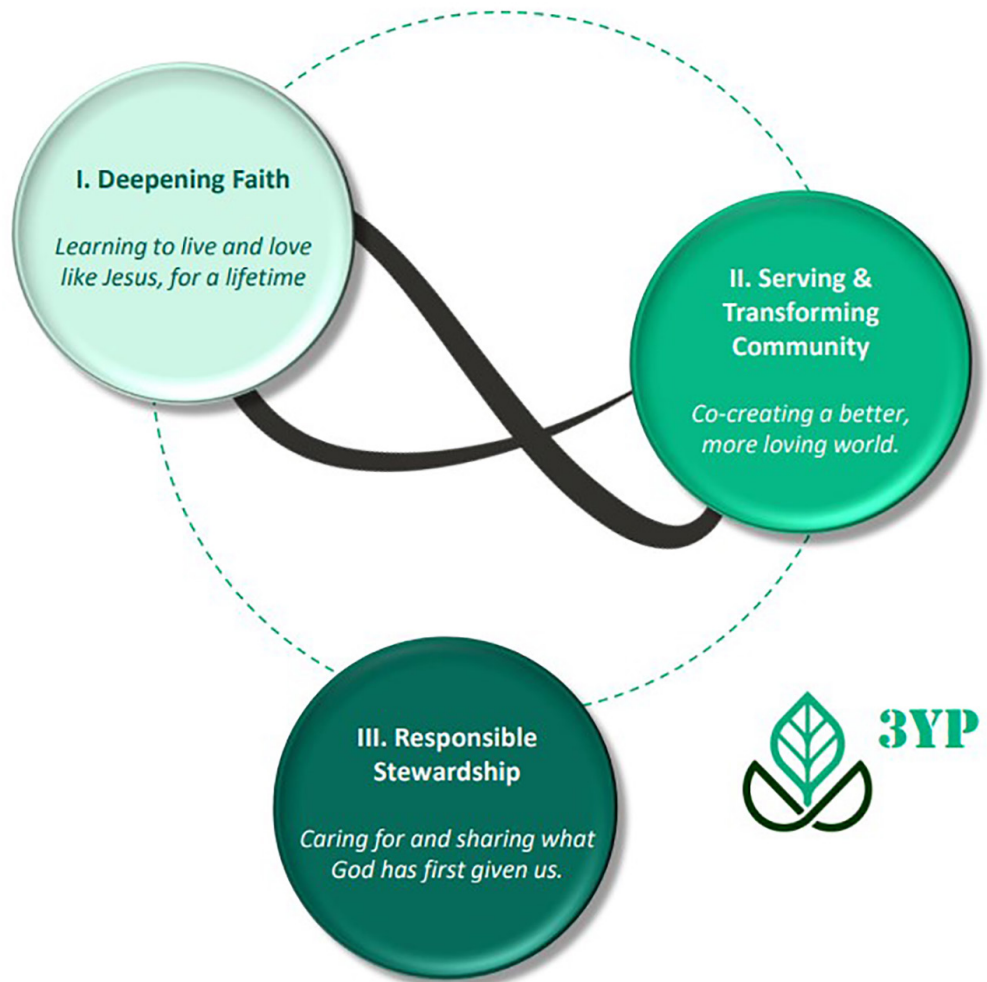 I. Deepening Faith
Learning to live and love
like Jesus, for a lifetime
II. Serving &
Transforming
Community
Co-creating a better,
more loving world.
III. Responsible
Stewardship
Caring for and sharing what
God has first given us.
3YP